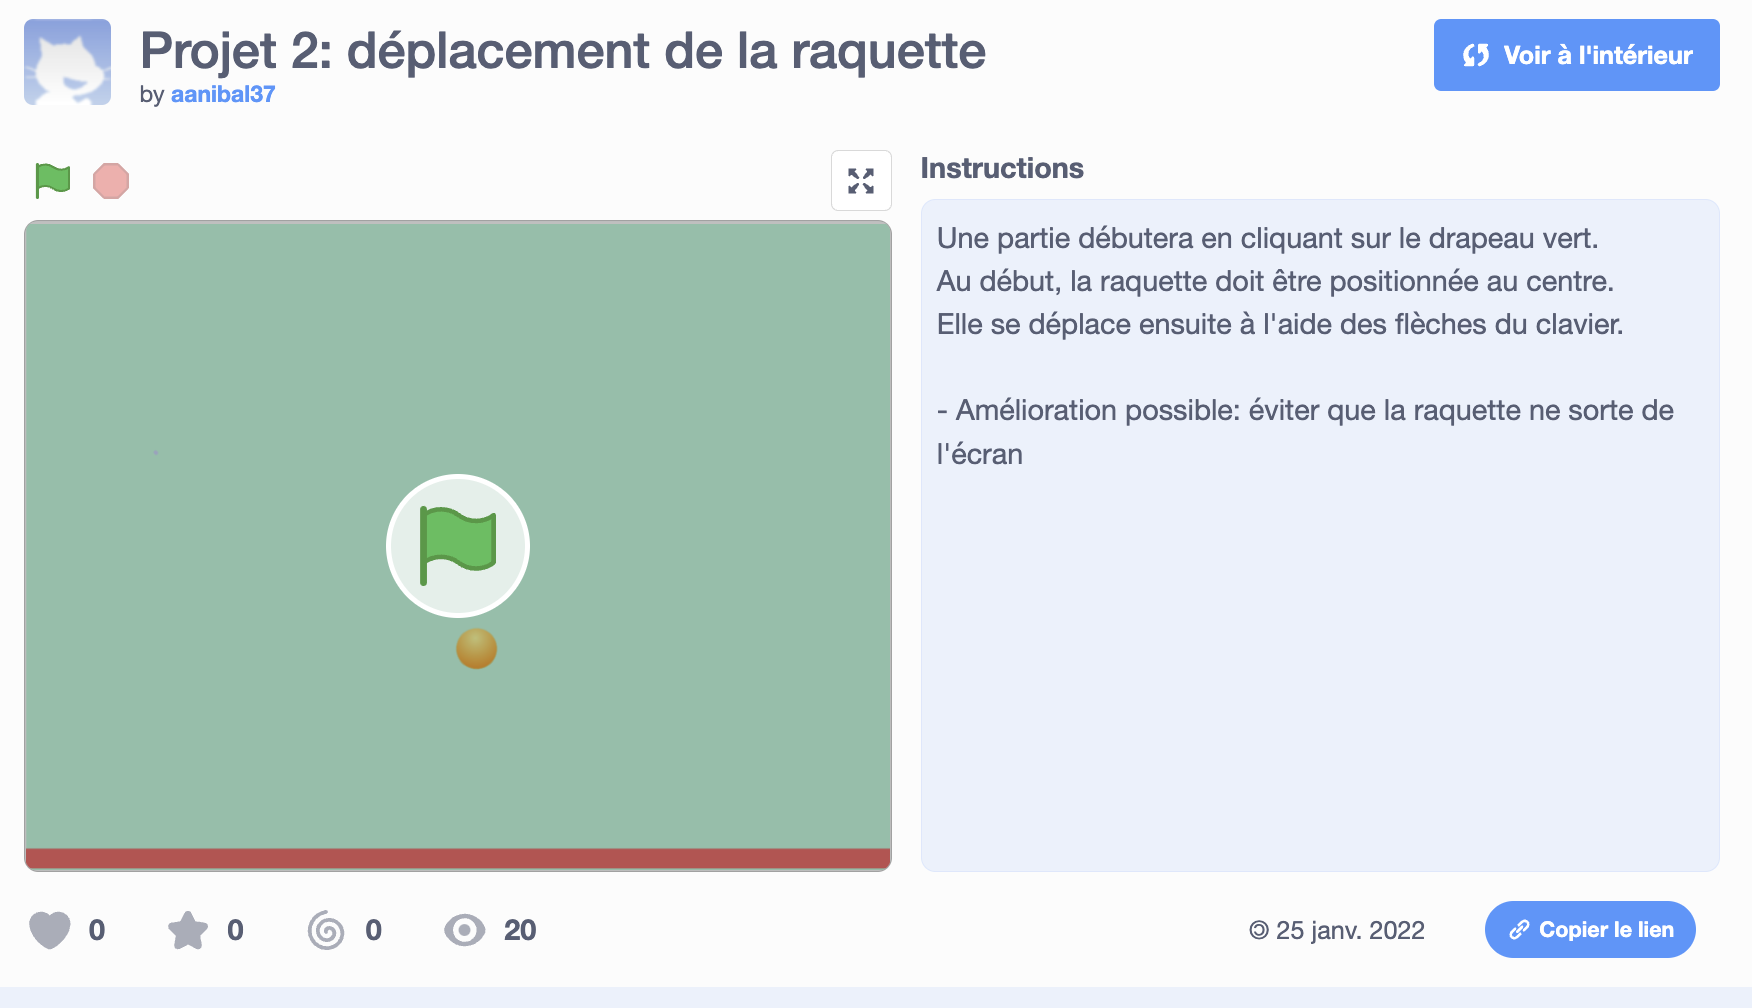 Projet 2: déplacement de la raquette
by aanibal37
Voir à l'intérieur
Instructions
Une partie débutera en cliquant sur le drapeau vert.
Au début, la raquette doit être positionnée au centre.
Elle se déplace ensuite à l'aide des flèches du clavier.
- Amélioration possible: éviter que la raquette ne sorte de
l'écran
0
0
0
20
25 janv. 2022
Copier le lien